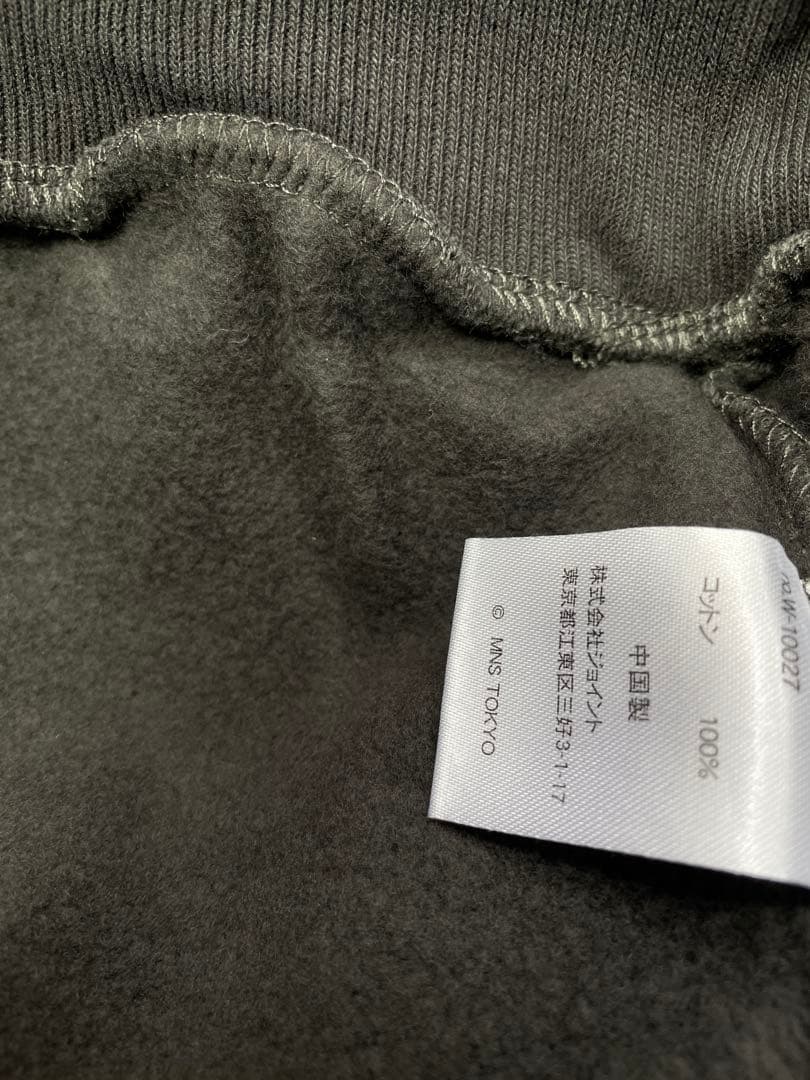 W-10027
コットン 100%
中国製
株式会社ジョイント
東京都江東区三好3-1-17
© MNS TOKYO